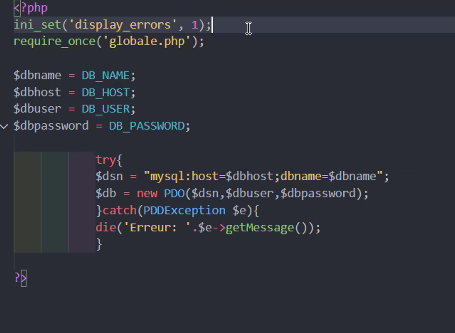 <?php
ini_set('display_errors', 1);
require_once('globale.php');
$dbname = DB_NAME;
$dbhost = DB_HOST;
$dbuser = DB_USER;
$dbpassword = DB_PASSWORD;
try{
$dsn = "mysql:host=$dbhost;dbname=$dbname";
$db = new PDO($dsn,$dbuser,$dbpassword);
}catch(PDDException $e){
die('Erreur: '.$e->getMessage());
}
?>